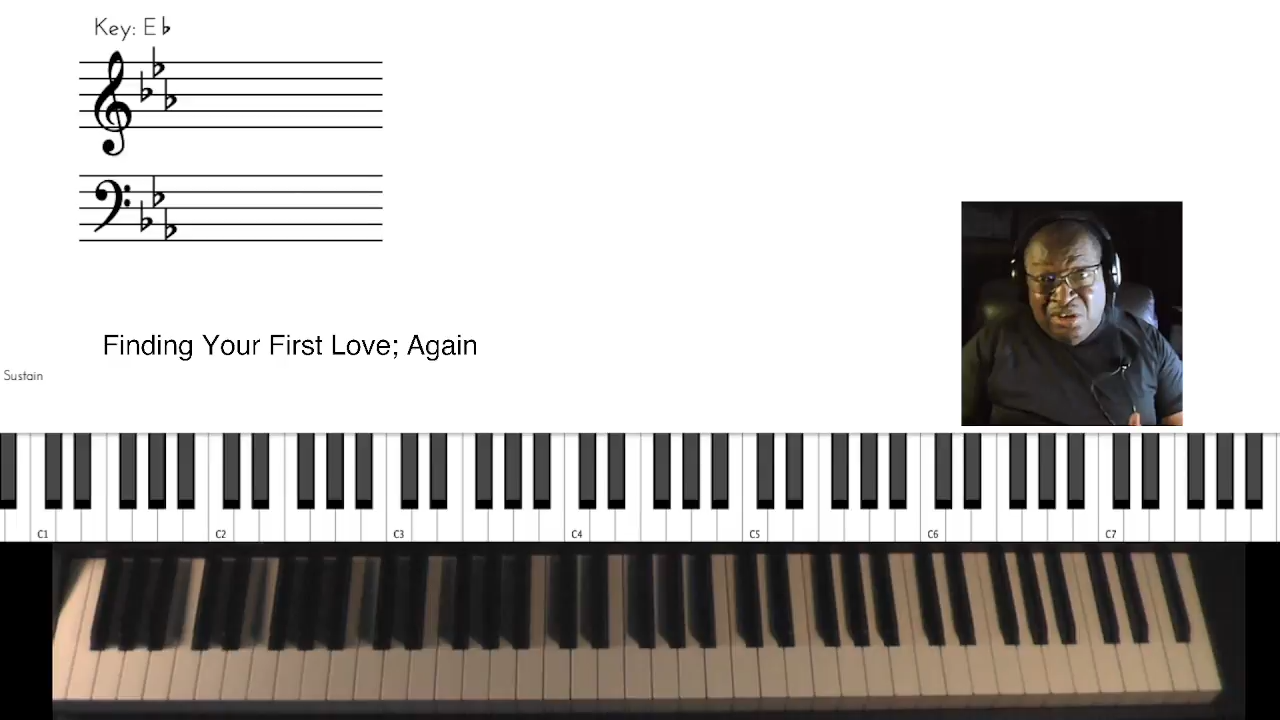 Key: E♭
Finding Your First Love; Again
Sustain
C1 C2 C3 C4 C5 C6 C7